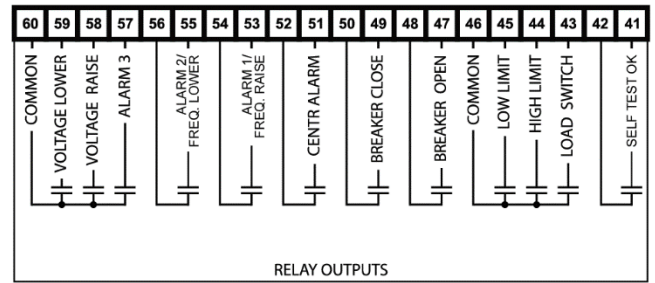 60 59 58 57 56 55 54 53 52 51 50 49 48 47 46 45 44 43 42 41
COMMON
VOLTAGE LOWER
VOLTAGE RAISE
ALARM 3
ALARM 2/
FREQ. LOWER
ALARM 1/
FREQ. RAISE
CENTR ALARM
BREAKER CLOSE
BREAKER OPEN
COMMON
LOW LIMIT
HIGH LIMIT
LOAD SWITCH
SELF TEST OK
RELAY OUTPUTS